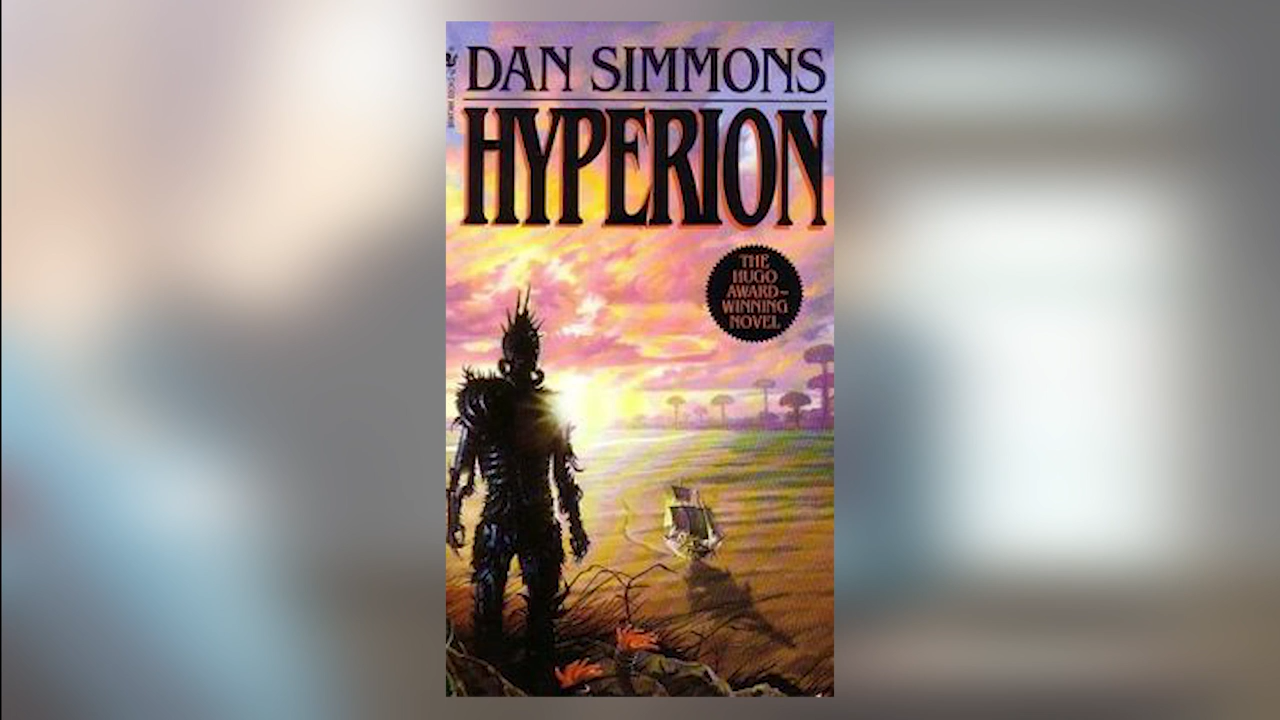 DAN SIMMONS
HYPERION
THE
HUGO
AWARD-
WINNING
NOVEL